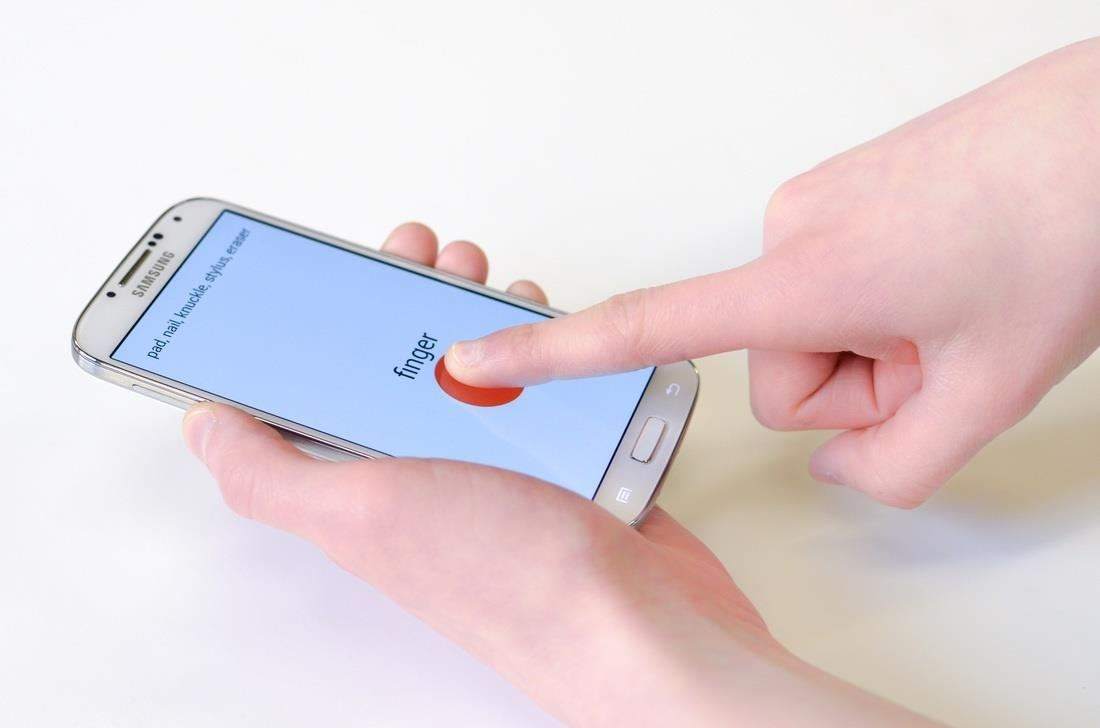 SAMSUNG
pad, nail, knuckle, stylus, eraser
finger